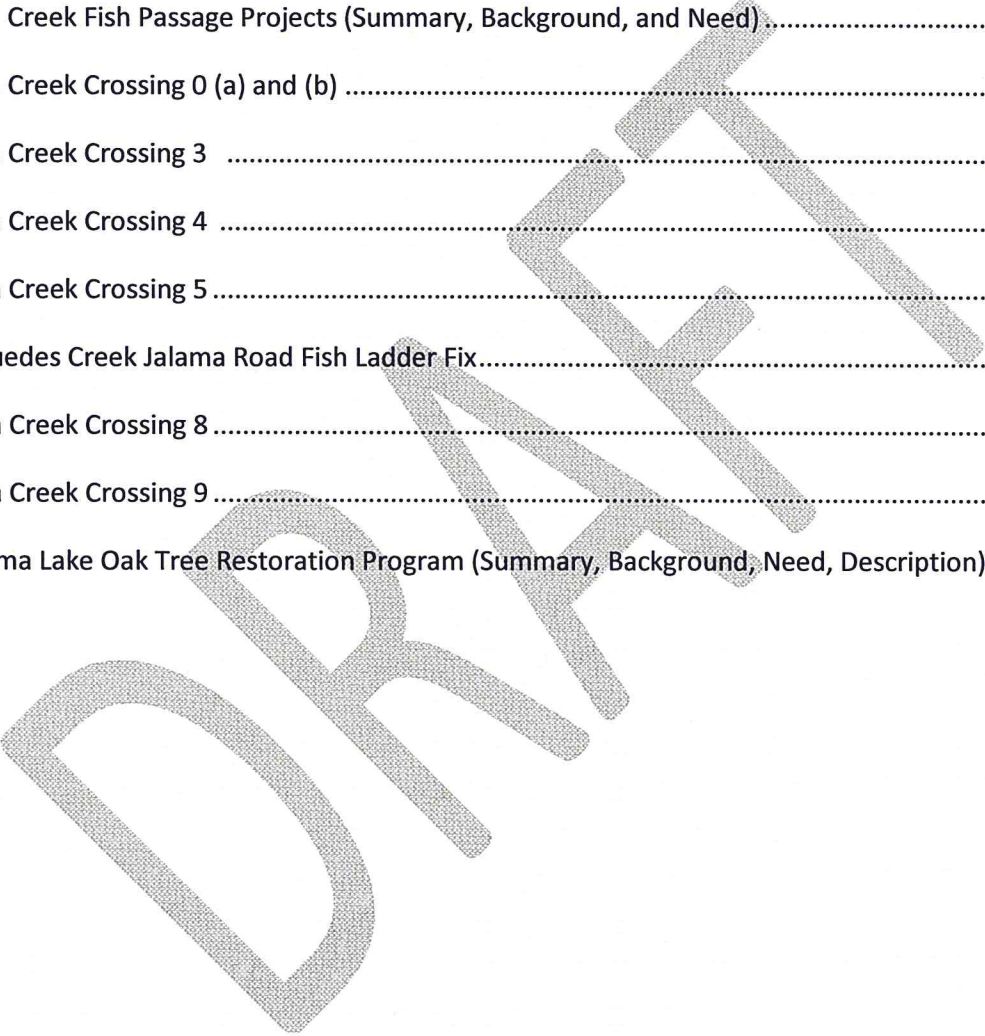 Creek Fish Passage Projects (Summary, Background, and Need)..............................
Creek Crossing 0 (a) and (b) ..............................
Creek Crossing 3 ..............................
Creek Crossing 4 ..............................
Creek Crossing 5 ..............................
uedes Creek Jalama Road Fish Ladder Fix..............................
Creek Crossing 8 ..............................
Creek Crossing 9 ..............................
ma Lake Oak Tree Restoration Program (Summary, Background, Need, Description)
DRAFT